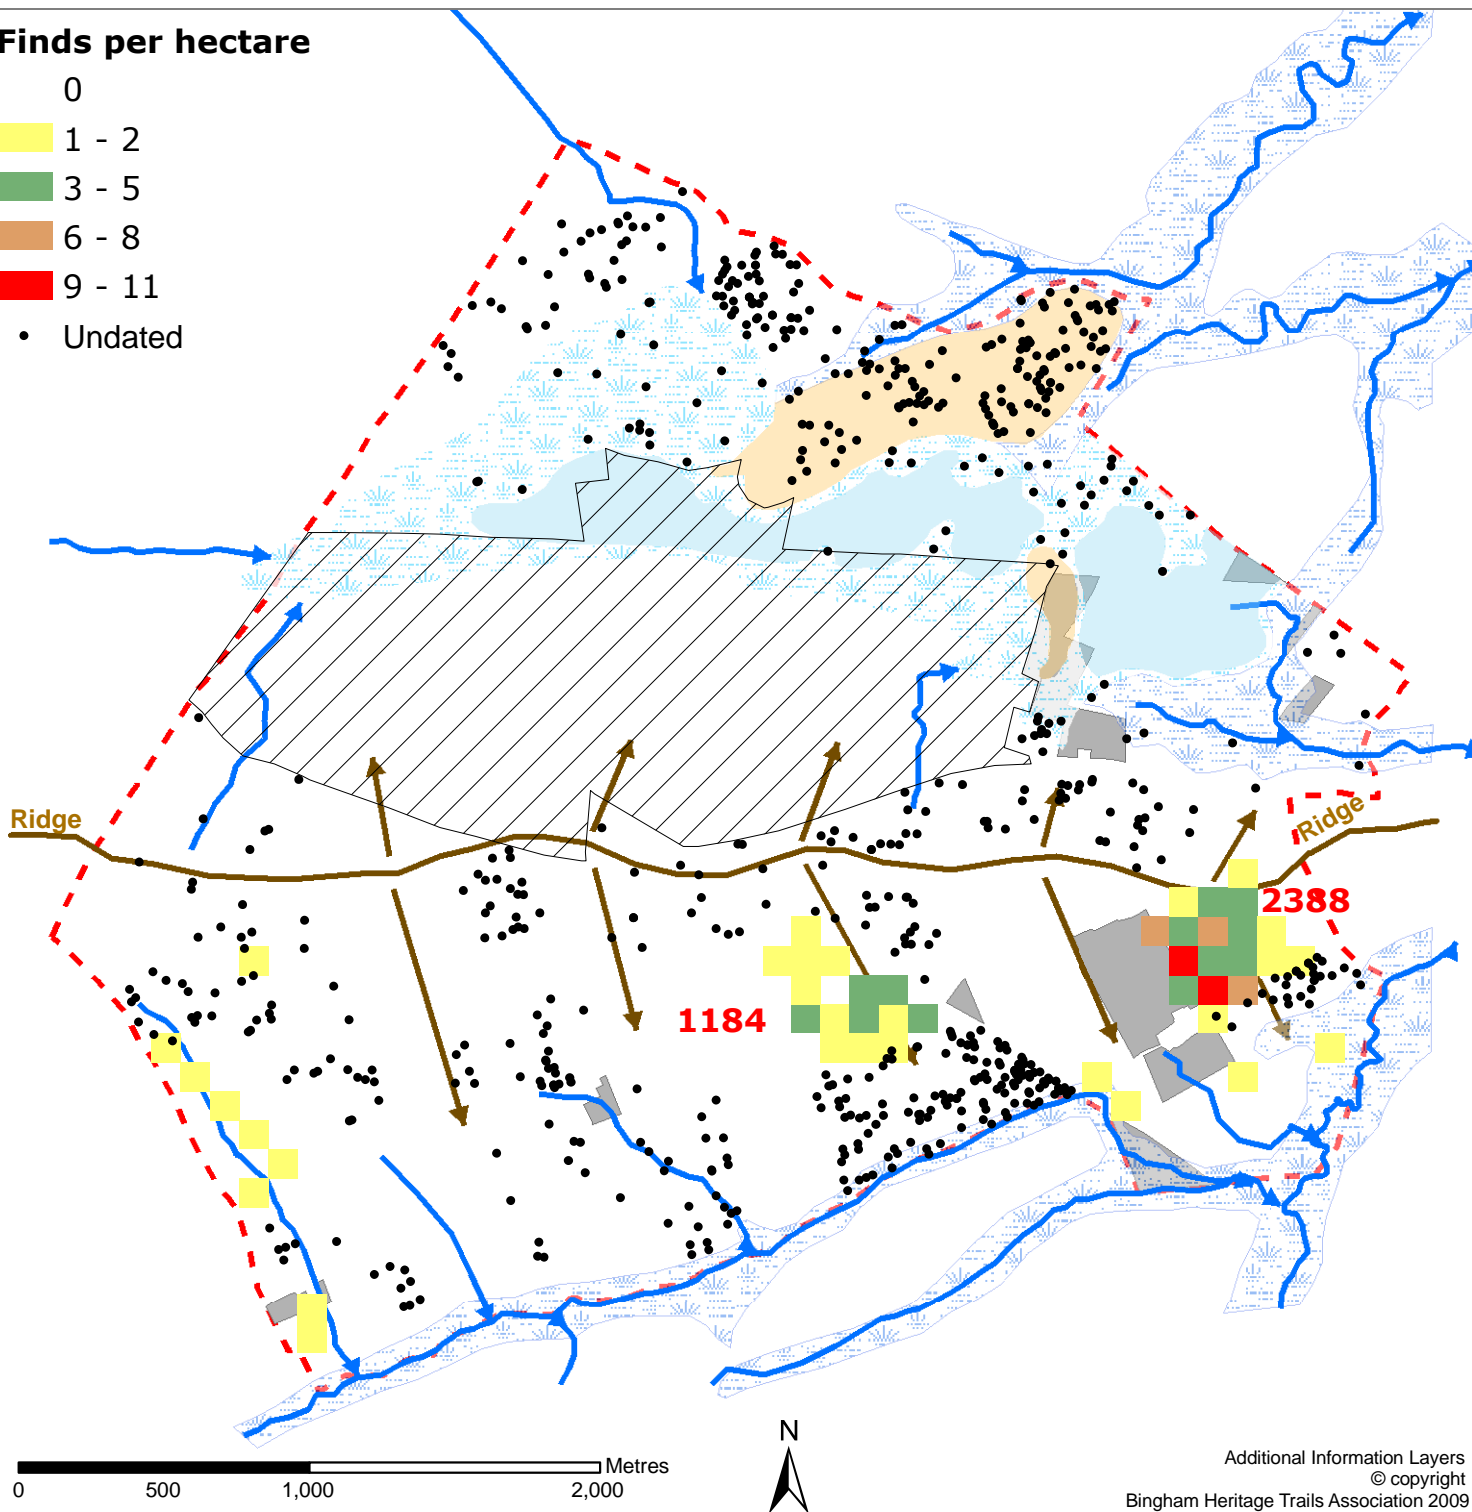 Finds per hectare
0
1 - 2
3 - 5
6 - 8
9 - 11
Undated
Ridge
Ridge
2388
1184
N
Metres
0 500 1,000 2,000
Additional Information Layers
© copyright
Bingham Heritage Trails Association 2009